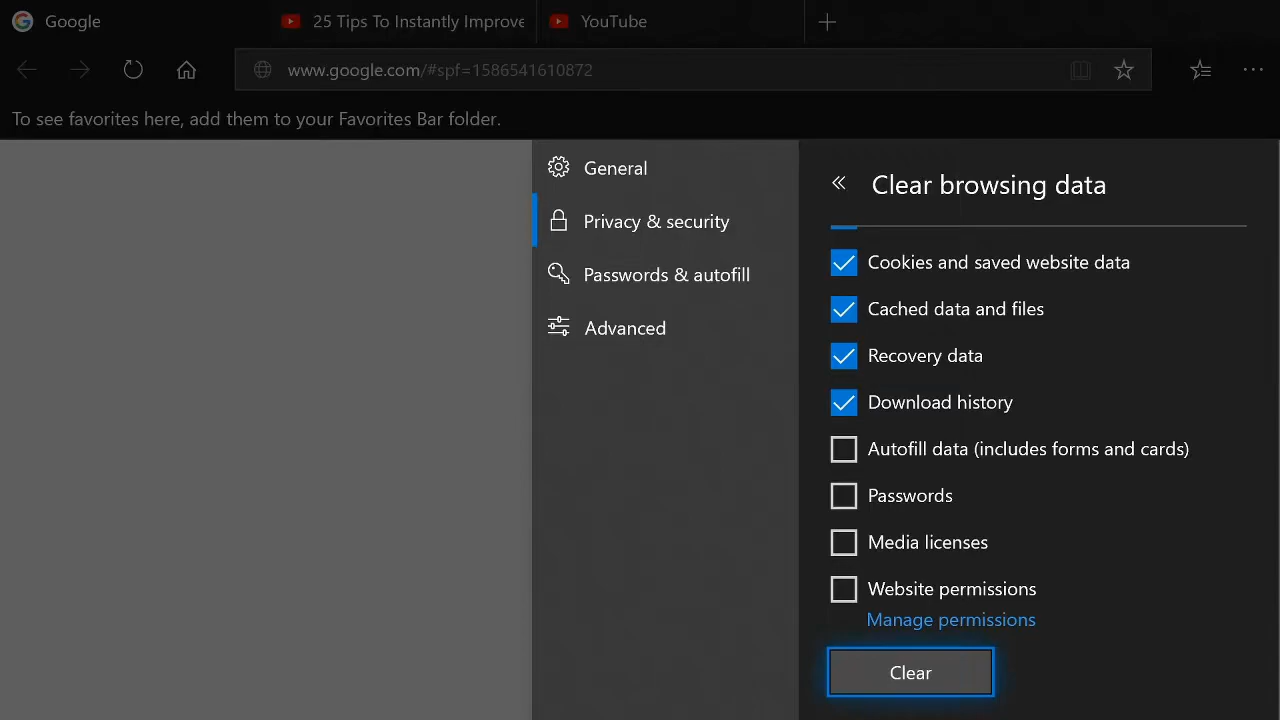 Google
25 Tips To Instantly Improve
YouTube
www.google.com/#spf=1586541610872
To see favorites here, add them to your Favorites Bar folder.
General
Privacy & security
Passwords & autofill
Advanced
Clear browsing data
Cookies and saved website data
Cached data and files
Recovery data
Download history
Autofill data (includes forms and cards)
Passwords
Media licenses
Website permissions
Manage permissions
Clear